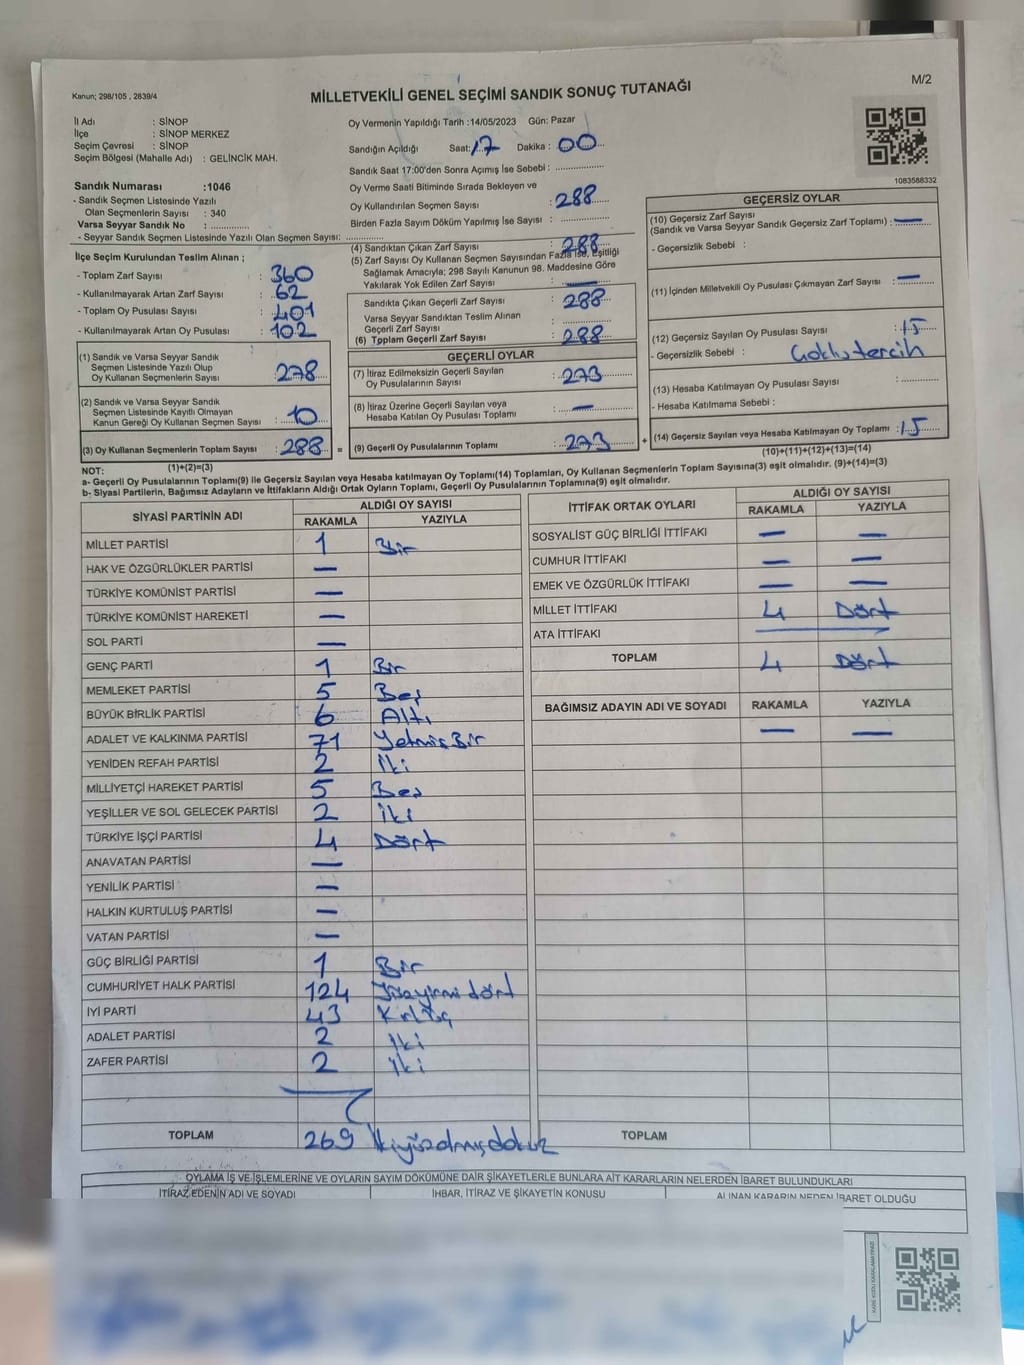 Kanun; 298/105 , 2839/4
M/2
MİLLETVEKİLİ GENEL SEÇİMİ SANDIK SONUÇ TUTANAĞI
İl Adı : SİNOP
İlçe : SİNOP MERKEZ
Seçim Çevresi : SİNOP
Seçim Bölgesi (Mahalle Adı) : GELİNCİK MAH.
Sandık Numarası :1046
- Sandık Seçmen Listesinde Yazılı
Olan Seçmenlerin Sayısı : 340
Varsa Seyyar Sandık No :
- Seyyar Sandık Seçmen Listesinde Yazılı Olan Seçmen Sayısı:
İlçe Seçim Kurulundan Teslim Alınan ;
- Toplam Zarf Sayısı : 360
- Kullanılmayarak Artan Zarf Sayısı : 62
- Toplam Oy Pusulası Sayısı : 401
- Kullanılmayarak Artan Oy Pusulası : 102
(1) Sandık ve Varsa Seyyar Sandık
Seçmen Listesinde Yazılı Olup
Oy Kullanan Seçmenlerin Sayısı : 278
(2) Sandık ve Varsa Seyyar Sandık
Seçmen Listesinde Kayıtlı Olmayan
Kanun Gereği Oy Kullanan Seçmen Sayısı : 10
(3) Oy Kullanan Seçmenlerin Toplam Sayısı : 288 =
(1)+(2)=(3)
Oy Vermenin Yapıldığı Tarih :14/05/2023 Gün: Pazar
Sandığın Açıldığı Saat: 17 Dakika : 00
Sandık Saat 17:00'den Sonra Açımış İse Sebebi :
Oy Verme Saati Bitiminde Sırada Bekleyen ve
Oy Kullandırılan Seçmen Sayısı : 288
Birden Fazla Sayım Döküm Yapılmış İse Sayısı :
(4) Sandıktan Çıkan Zarf Sayısı : 288
(5) Zarf Sayısı Oy Kullanan Seçmen Sayısından Fazla İse, Eşitliği
Sağlamak Amacıyla; 298 Sayılı Kanunun 98. Maddesine Göre
Yakılarak Yok Edilen Zarf Sayısı : —
Sandıkta Çıkan Geçerli Zarf Sayısı : 288
Varsa Seyyar Sandıktan Teslim Alınan
Geçerli Zarf Sayısı :
(6) Toplam Geçerli Zarf Sayısı : 288
GEÇERLİ OYLAR
(7) İtiraz Edilmeksizin Geçerli Sayılan
Oy Pusulalarının Sayısı : 273
(8) İtiraz Üzerine Geçerli Sayılan veya
Hesaba Katılan Oy Pusulası Toplamı : —
(9) Geçerli Oy Pusulalarının Toplamı : 273 +
1083588332
GEÇERSİZ OYLAR
(10) Geçersiz Zarf Sayısı
(Sandık ve Varsa Seyyar Sandık Geçersiz Zarf Toplamı) : —
- Geçersizlik Sebebi :
(11) İçinden Milletvekili Oy Pusulası Çıkmayan Zarf Sayısı : —
(12) Geçersiz Sayılan Oy Pusulası Sayısı : 15
- Geçersizlik Sebebi : Çoklu tercih
(13) Hesaba Katılmayan Oy Pusulası Sayısı :
- Hesaba Katılmama Sebebi :
(14) Geçersiz Sayılan veya Hesaba Katılmayan Oy Toplamı : 15
(10)+(11)+(12)+(13)=(14)
NOT:
a- Geçerli Oy Pusulalarının Toplamı(9) ile Geçersiz Sayılan veya Hesaba katılmayan Oy Toplamı(14) Toplamları, Oy Kullanan Seçmenlerin Toplam Sayısına(3) eşit olmalıdır. (9)+(14)=(3)
b- Siyasi Partilerin, Bağımsız Adayların ve İttifakların Aldığı Ortak Oyların Toplamı, Geçerli Oy Pusulalarının Toplamına(9) eşit olmalıdır.
SİYASİ PARTİNİN ADI ALDIĞI OY SAYISI
RAKAMLA YAZIYLA
MİLLET PARTİSİ 1 Bir
HAK VE ÖZGÜRLÜKLER PARTİSİ —
TÜRKİYE KOMÜNİST PARTİSİ —
TÜRKİYE KOMÜNİST HAREKETİ —
SOL PARTİ —
GENÇ PARTİ 1 Bir
MEMLEKET PARTİSİ 5 Beş
BÜYÜK BİRLİK PARTİSİ 6 Altı
ADALET VE KALKINMA PARTİSİ 71 Yetmiş Bir
YENİDEN REFAH PARTİSİ 2 İki
MİLLİYETÇİ HAREKET PARTİSİ 5 Beş
YEŞİLLER VE SOL GELECEK PARTİSİ 2 İki
TÜRKİYE İŞÇİ PARTİSİ 4 Dört
ANAVATAN PARTİSİ —
YENİLİK PARTİSİ —
HALKIN KURTULUŞ PARTİSİ —
VATAN PARTİSİ —
GÜÇ BİRLİĞİ PARTİSİ 1 Bir
CUMHURİYET HALK PARTİSİ 124 Yüzyirmi dört
İYİ PARTİ 43 Kırküç
ADALET PARTİSİ 2 İki
ZAFER PARTİSİ 2 İki
TOPLAM 269 İkiyüzaltmışdokuz
İTTİFAK ORTAK OYLARI ALDIĞI OY SAYISI
RAKAMLA YAZIYLA
SOSYALİST GÜÇ BİRLİĞİ İTTİFAKI — —
CUMHUR İTTİFAKI — —
EMEK VE ÖZGÜRLÜK İTTİFAKI — —
MİLLET İTTİFAKI 4 Dört
ATA İTTİFAKI —
TOPLAM 4 Dört
BAĞIMSIZ ADAYIN ADI VE SOYADI RAKAMLA YAZIYLA
— —
TOPLAM
OYLAMA İŞ VE İŞLEMLERİNE VE OYLARIN SAYIM DÖKÜMÜNE DAİR ŞİKAYETLERLE BUNLARA AİT KARARLARIN NELERDEN İBARET BULUNDUKLARI
İTİRAZ EDENİN ADI VE SOYADI İHBAR, İTİRAZ VE ŞİKAYETİN KONUSU ALINAN KARARIN NEDEN İBARET OLDUĞU